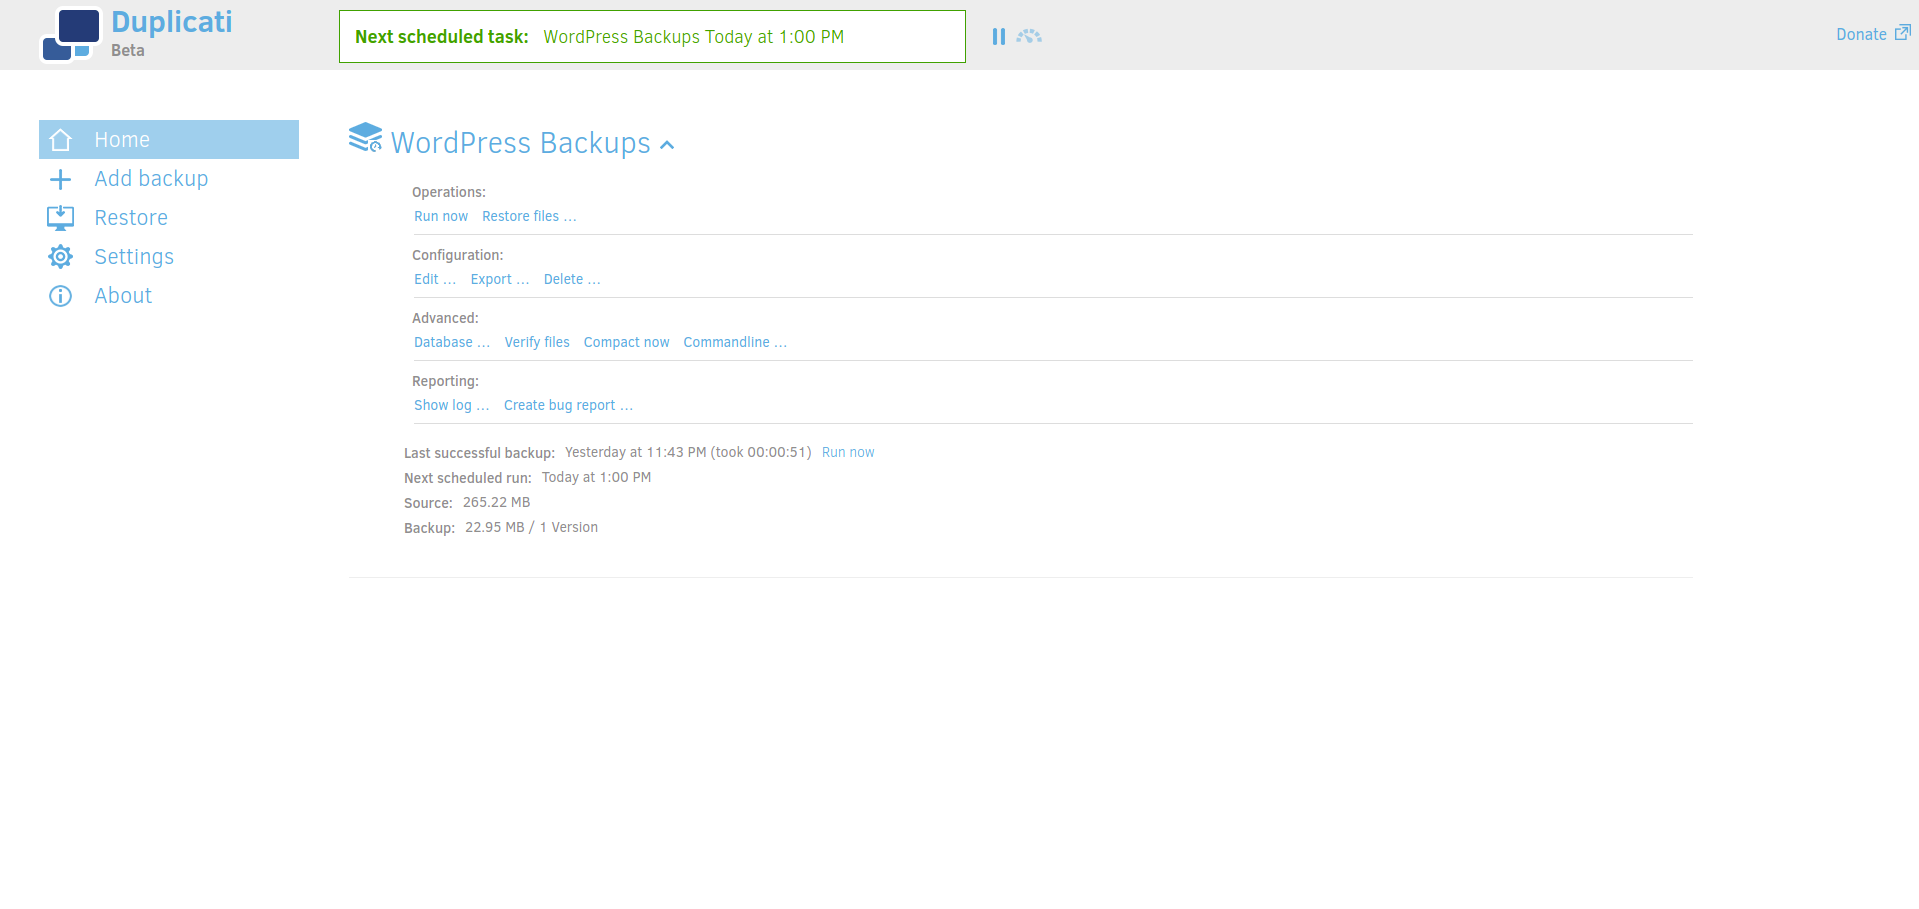 Duplicati
Beta
Next scheduled task: WordPress Backups Today at 1:00 PM
Donate
Home
Add backup
Restore
Settings
About
WordPress Backups
Operations:
Run now Restore files ...
Configuration:
Edit ... Export ... Delete ...
Advanced:
Database ... Verify files Compact now Commandline ...
Reporting:
Show log ... Create bug report ...
Last successful backup: Yesterday at 11:43 PM (took 00:00:51) Run now
Next scheduled run: Today at 1:00 PM
Source: 265.22 MB
Backup: 22.95 MB / 1 Version